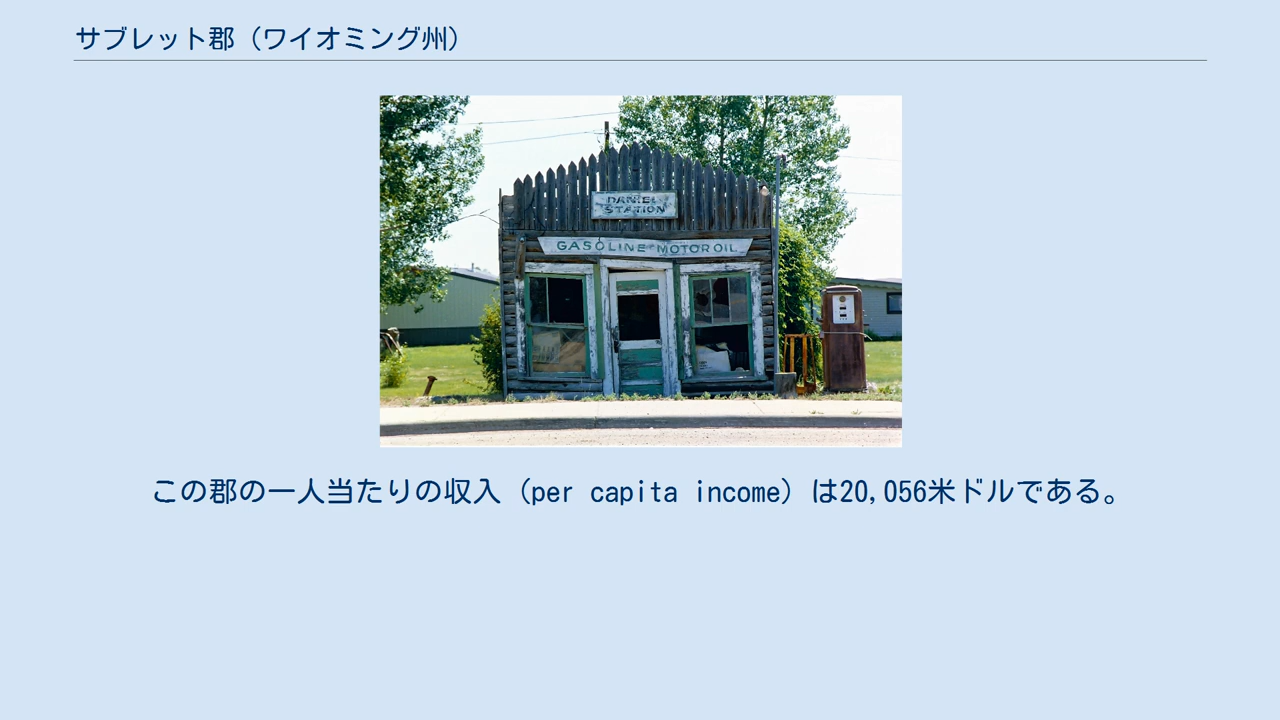 サブレット郡（ワイオミング州）
DANIEL
STATION
GASOLINE MOTOR OIL
この郡の一人当たりの収入（per capita income）は20,056米ドルである。